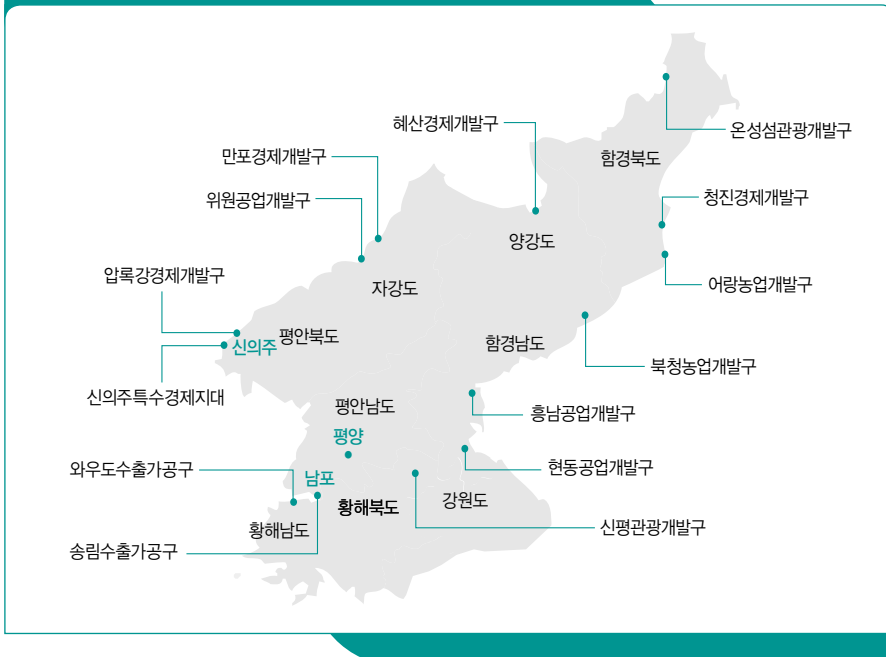 혜산경제개발구
온성섬관광개발구
만포경제개발구
함경북도
위원공업개발구
청진경제개발구
양강도
압록강경제개발구
자강도
어랑농업개발구
신의주
평안북도
함경남도
북청농업개발구
신의주특수경제지대
평안남도
흥남공업개발구
평양
와우도수출가공구
현동공업개발구
남포
황해북도
강원도
황해남도
신평관광개발구
송림수출가공구